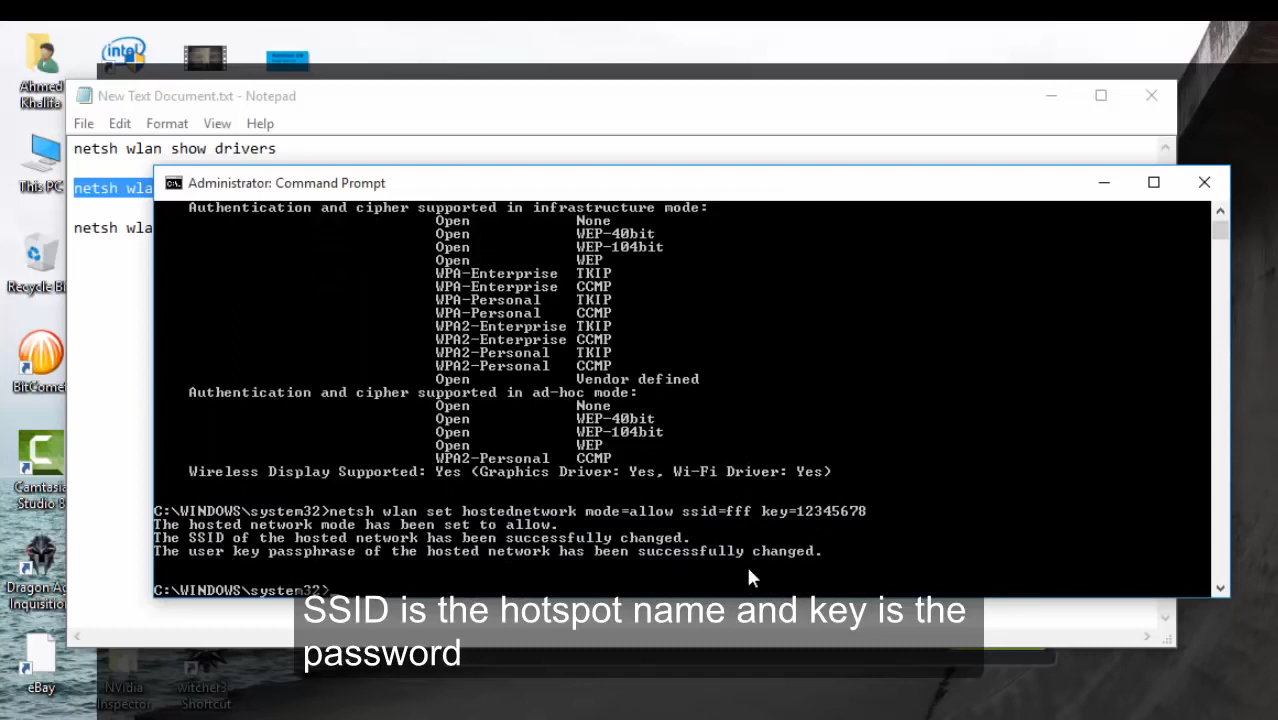 intel
Ahmed
Khalifa
New Text Document.txt - Notepad
File Edit Format View Help
netsh wlan show drivers
This PC
netsh wla
netsh wla
Administrator: Command Prompt
Authentication and cipher supported in infrastructure mode:
Open None
Open WEP-40bit
Open WEP-104bit
Open WEP
WPA-Enterprise TKIP
WPA-Enterprise CCMP
WPA-Personal TKIP
WPA-Personal CCMP
WPA2-Enterprise TKIP
WPA2-Enterprise CCMP
WPA2-Personal TKIP
WPA2-Personal CCMP
Open Vendor defined
Authentication and cipher supported in ad-hoc mode:
Open None
Open WEP-40bit
Open WEP-104bit
Open WEP
WPA2-Personal CCMP
Wireless Display Supported: Yes (Graphics Driver: Yes, Wi-Fi Driver: Yes)
C:\WINDOWS\system32>netsh wlan set hostednetwork mode=allow ssid=fff key=12345678
The hosted network mode has been set to allow.
The SSID of the hosted network has been successfully changed.
The user key passphrase of the hosted network has been successfully changed.
C:\WINDOWS\system32>
Recycle Bi
BitComet
Camtasia
Studio 8
Dragon Ag
Inquisition
eBay
NVidia
Inspector
witcher3
Shortcut
SSID is the hotspot name and key is the
password